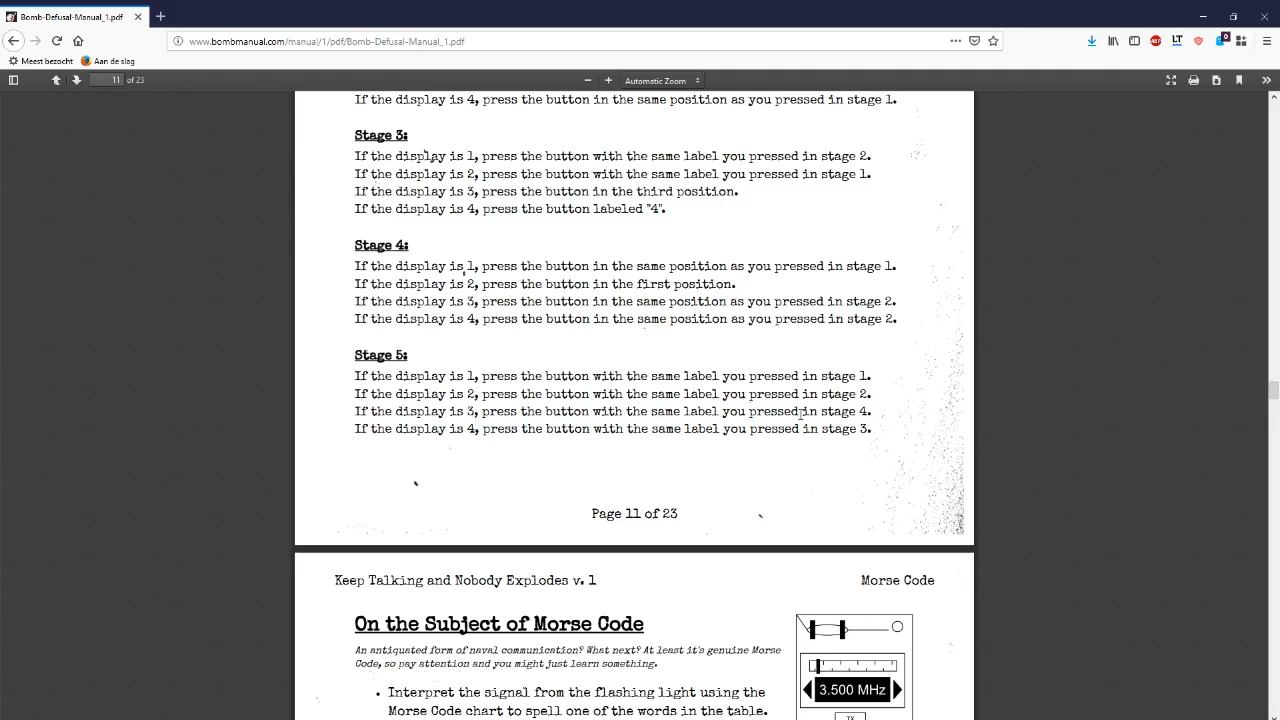 Bomb-Defusal-Manual_1.pdf
www.bombmanual.com/manual/1/pdf/Bomb-Defusal-Manual_1.pdf
LT
ABP
0
Meest bezocht
Aan de slag
11
of 23
Automatic Zoom
If the display is 4, press the button in the same position as you pressed in stage 1.
Stage 3:
If the display is 1, press the button with the same label you pressed in stage 2.
If the display is 2, press the button with the same label you pressed in stage 1.
If the display is 3, press the button in the third position.
If the display is 4, press the button labeled "4".
Stage 4:
If the display is 1, press the button in the same position as you pressed in stage 1.
If the display is 2, press the button in the first position.
If the display is 3, press the button in the same position as you pressed in stage 2.
If the display is 4, press the button in the same position as you pressed in stage 2.
Stage 5:
If the display is 1, press the button with the same label you pressed in stage 1.
If the display is 2, press the button with the same label you pressed in stage 2.
If the display is 3, press the button with the same label you pressed in stage 4.
If the display is 4, press the button with the same label you pressed in stage 3.
Page 11 of 23
Keep Talking and Nobody Explodes v. 1
Morse Code
On the Subject of Morse Code
An antiquated form of naval communication? What next? At least it's genuine Morse
Code, so pay attention and you might just learn something.
• Interpret the signal from the flashing light using the
Morse Code chart to spell one of the words in the table.
3.500 MHz
TX